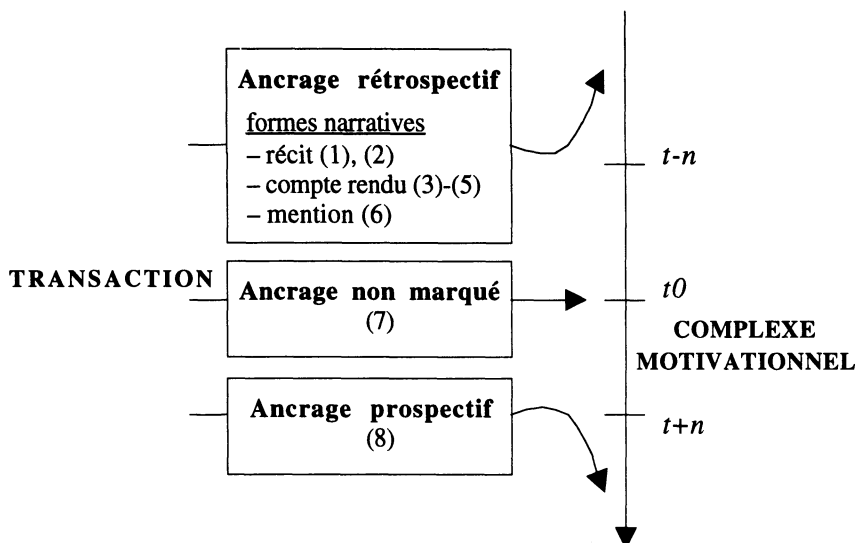 Ancrage rétrospectif
formes narratives
– récit (1), (2)
– compte rendu (3)-(5)
– mention (6)
t-n
TRANSACTION
Ancrage non marqué
(7)
t0
COMPLEXE
MOTIVATIONNEL
Ancrage prospectif
(8)
t+n